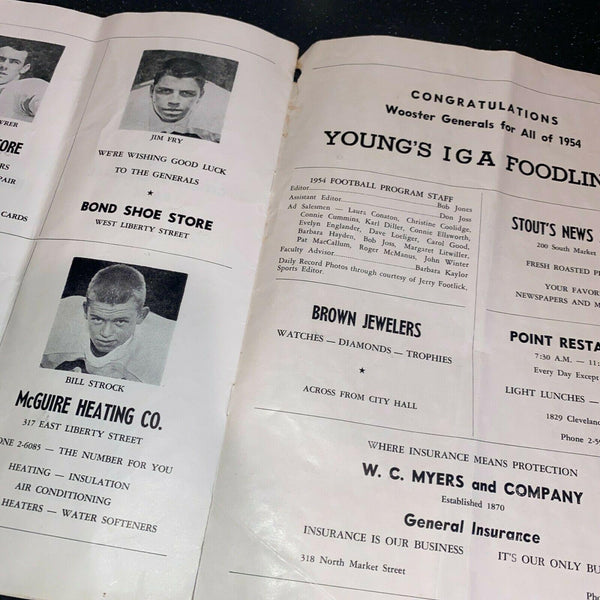 WRER
ORE
RS
PAIR
CARDS
JIM FRY
WE'RE WISHING GOOD LUCK
TO THE GENERALS
BOND SHOE STORE
WEST LIBERTY STREET
BILL STROCK
McGUIRE HEATING CO.
317 EAST LIBERTY STREET
ONE 2-6085 — THE NUMBER FOR YOU
HEATING — INSULATION
AIR CONDITIONING
HEATERS — WATER SOFTENERS
CONGRATULATIONS
Wooster Generals for All of 1954
YOUNG'S IGA FOODLIN
1954 FOOTBALL PROGRAM STAFF
Editor Bob Jones
Assistant Editor Don Joss
Ad Salesmen — Laura Conaton, Christine Coolidge,
Connie Cummins, Karl Diller, Connie Ellsworth,
Evelyn Englander, Dave Loeliger, Carol Good,
Barbara Hayden, Bob Joss, Margaret Litwiller,
Pat MacCallum, Roger McManus, John Winter
Faculty Advisor Barbara Kaylor
Daily Record Photos through courtesy of Jerry Footlick,
Sports Editor.
BROWN JEWELERS
WATCHES — DIAMONDS — TROPHIES
ACROSS FROM CITY HALL
STOUT'S NEWS
200 South Market
FRESH ROASTED P
YOUR FAVOR
NEWSPAPERS AND M
POINT RESTA
7:30 A.M. — 11:
Every Day Except
LIGHT LUNCHES —
1829 Cleveland
Phone 2-59
WHERE INSURANCE MEANS PROTECTION
W. C. MYERS and COMPANY
Established 1870
General Insurance
INSURANCE IS OUR BUSINESS IT'S OUR ONLY BU
318 North Market Street
Pho